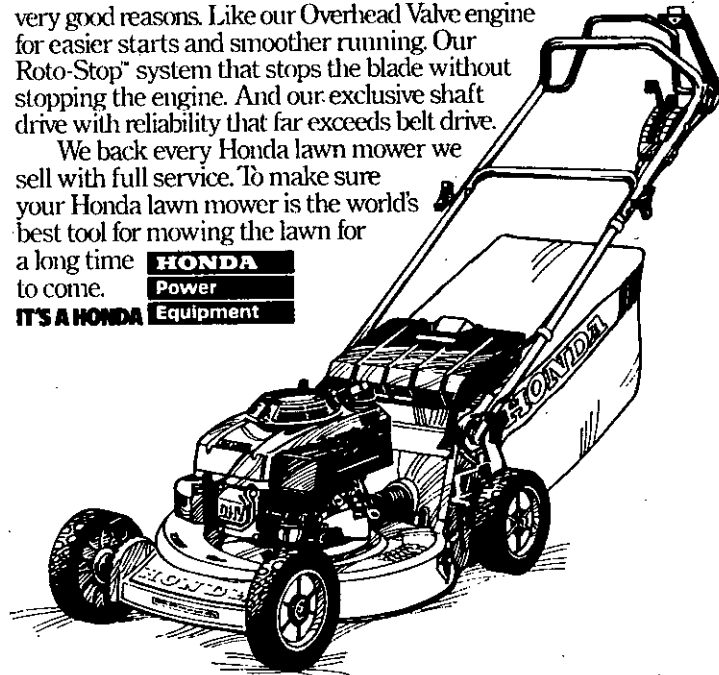 very good reasons. Like our Overhead Valve engine
for easier starts and smoother running. Our
Roto-Stop™ system that stops the blade without
stopping the engine. And our exclusive shaft
drive with reliability that far exceeds belt drive.
We back every Honda lawn mower we
sell with full service. To make sure
your Honda lawn mower is the world's
best tool for mowing the lawn for
a long time
to come.
IT'S A HONDA
HONDA
Power
Equipment
HONDA
OHV
HONDA